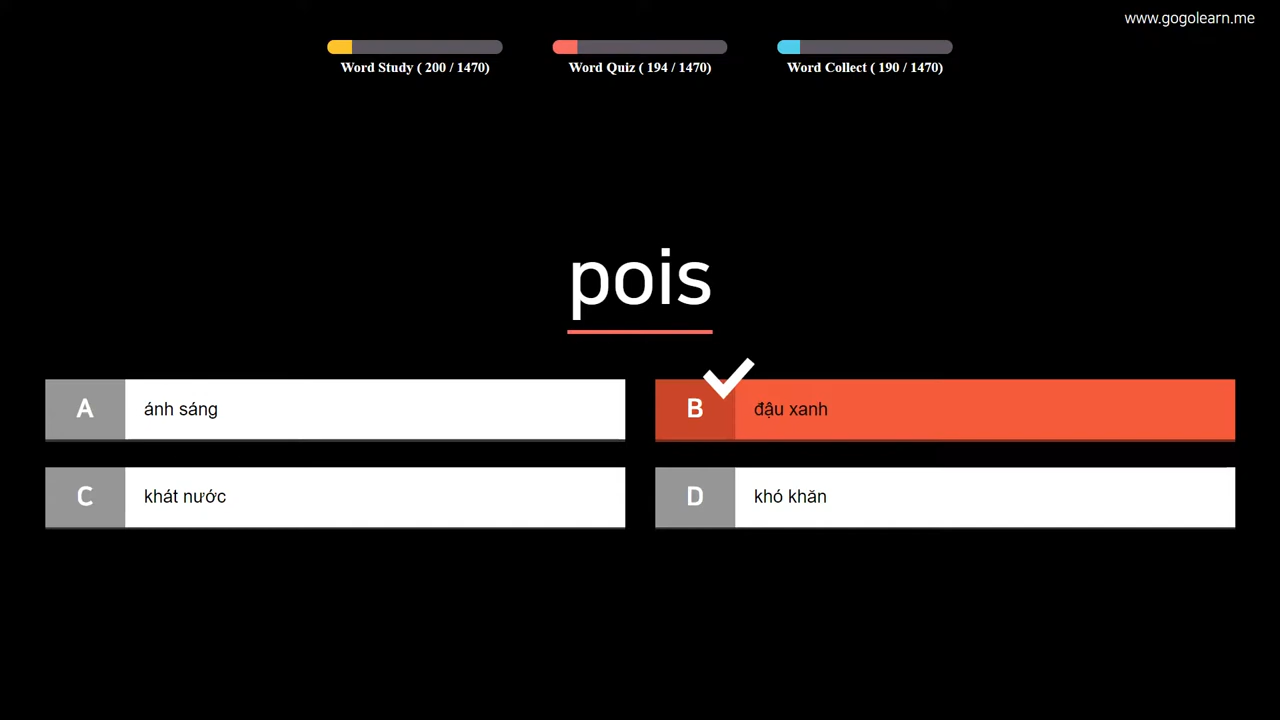 www.gogolearn.me
Word Study ( 200 / 1470)
Word Quiz ( 194 / 1470)
Word Collect ( 190 / 1470)
pois
A ánh sáng
B đậu xanh
C khát nước
D khó khăn